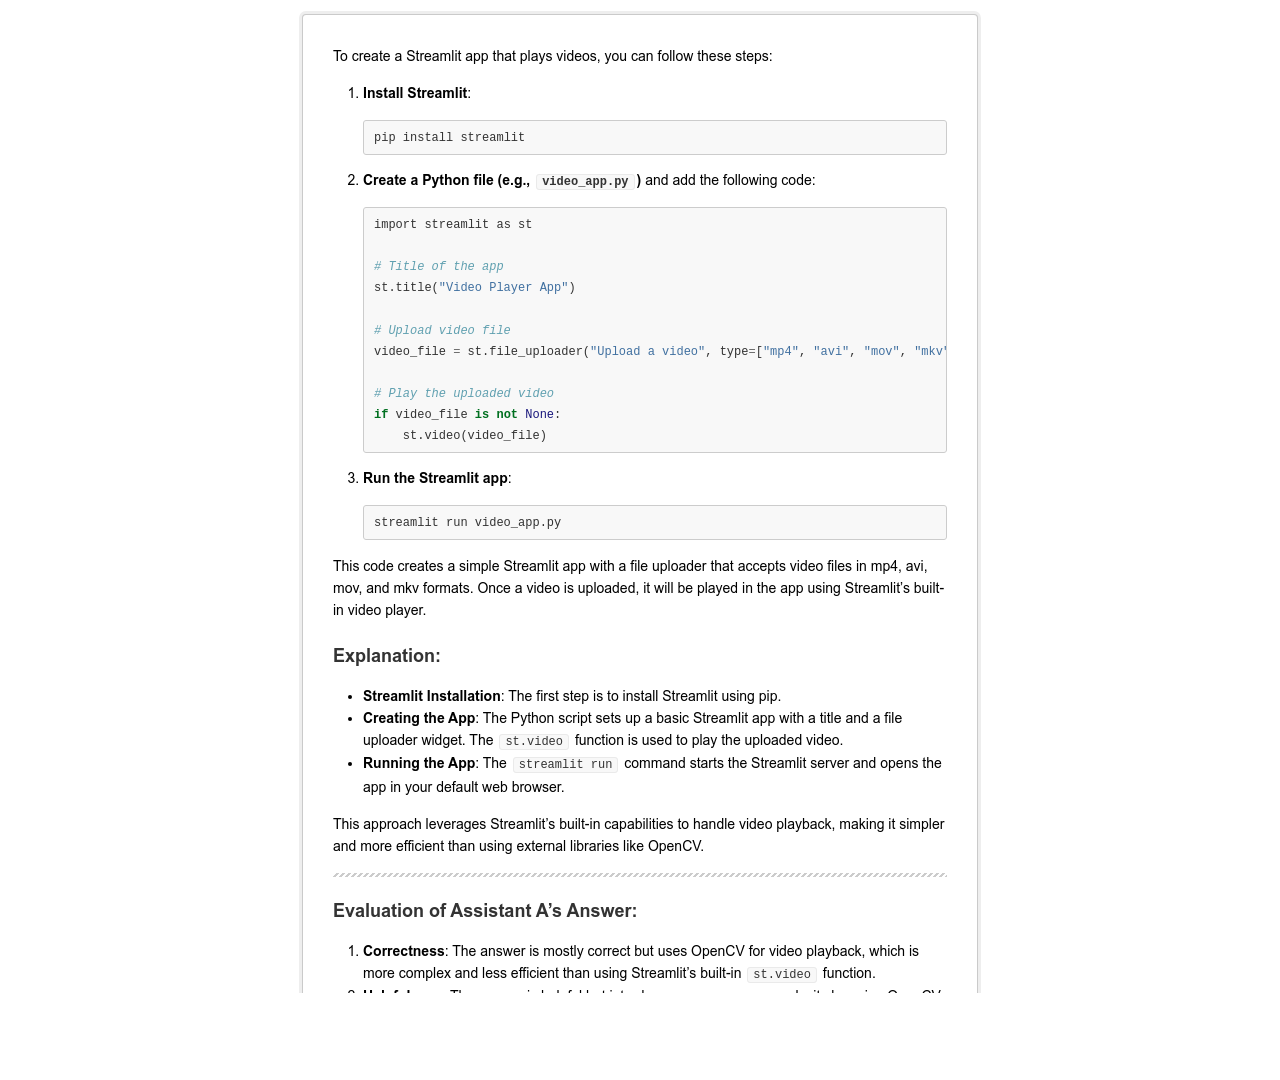 To create a Streamlit app that plays videos, you can follow these steps:
1. Install Streamlit:
pip install streamlit
2. Create a Python file (e.g., video_app.py) and add the following code:
import streamlit as st
# Title of the app
st.title("Video Player App")
# Upload video file
video_file = st.file_uploader("Upload a video", type=["mp4", "avi", "mov", "mkv"
# Play the uploaded video
if video_file is not None:
    st.video(video_file)
3. Run the Streamlit app:
streamlit run video_app.py
This code creates a simple Streamlit app with a file uploader that accepts video files in mp4, avi,
mov, and mkv formats. Once a video is uploaded, it will be played in the app using Streamlit’s built-
in video player.
Explanation:
• Streamlit Installation: The first step is to install Streamlit using pip.
• Creating the App: The Python script sets up a basic Streamlit app with a title and a file
uploader widget. The st.video function is used to play the uploaded video.
• Running the App: The streamlit run command starts the Streamlit server and opens the
app in your default web browser.
This approach leverages Streamlit’s built-in capabilities to handle video playback, making it simpler
and more efficient than using external libraries like OpenCV.
Evaluation of Assistant A’s Answer:
1. Correctness: The answer is mostly correct but uses OpenCV for video playback, which is
more complex and less efficient than using Streamlit’s built-in st.video function.